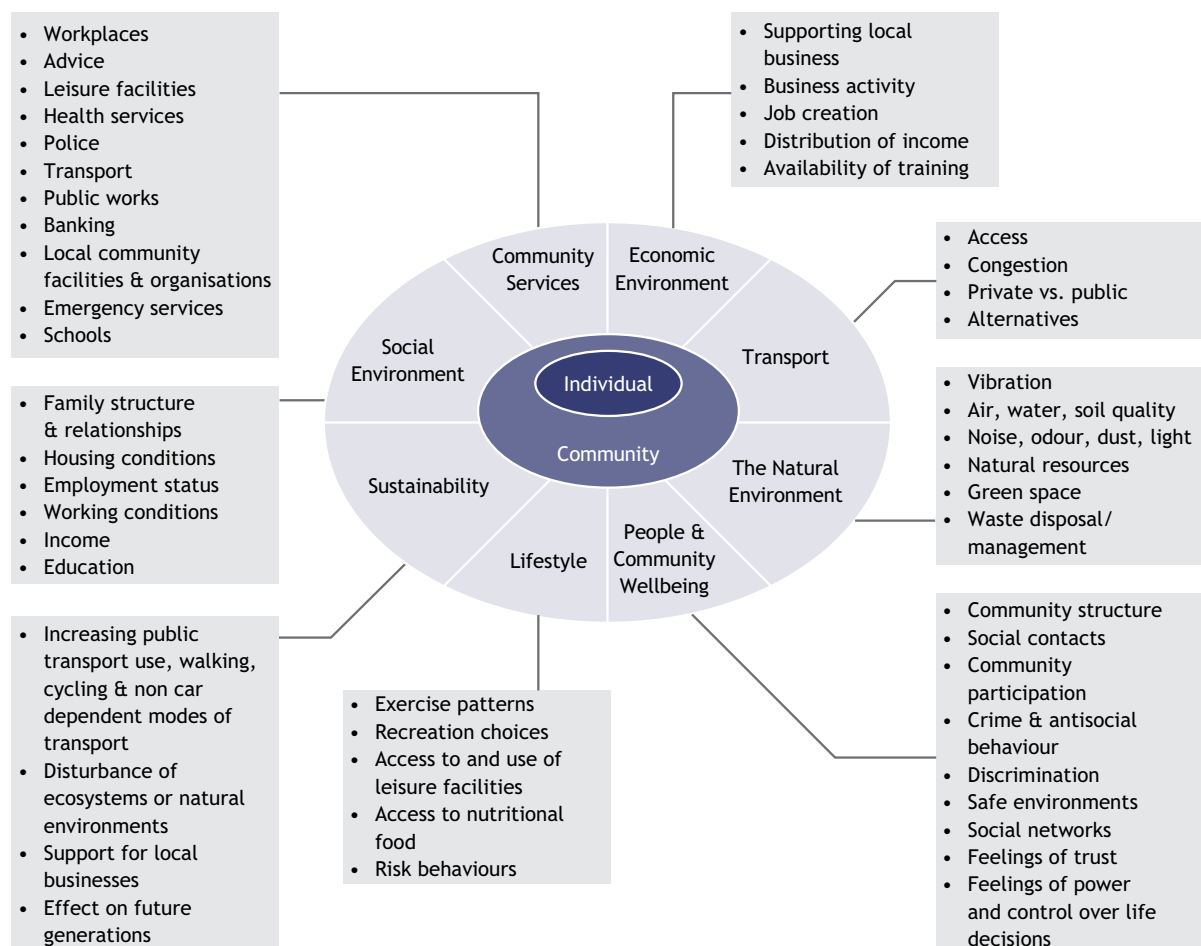 • Workplaces
• Advice
• Leisure facilities
• Health services
• Police
• Transport
• Public works
• Banking
• Local community
facilities & organisations
• Emergency services
• Schools
• Supporting local
business
• Business activity
• Job creation
• Distribution of income
• Availability of training
• Access
• Congestion
• Private vs. public
• Alternatives
Community
Services
Economic
Environment
Social
Environment
Transport
Individual
Community
Sustainability
The Natural
Environment
Lifestyle
People &
Community
Wellbeing
• Family structure
& relationships
• Housing conditions
• Employment status
• Working conditions
• Income
• Education
• Vibration
• Air, water, soil quality
• Noise, odour, dust, light
• Natural resources
• Green space
• Waste disposal/
management
• Increasing public
transport use, walking,
cycling & non car
dependent modes of
transport
• Disturbance of
ecosystems or natural
environments
• Support for local
businesses
• Effect on future
generations
• Exercise patterns
• Recreation choices
• Access to and use of
leisure facilities
• Access to nutritional
food
• Risk behaviours
• Community structure
• Social contacts
• Community
participation
• Crime & antisocial
behaviour
• Discrimination
• Safe environments
• Social networks
• Feelings of trust
• Feelings of power
and control over life
decisions